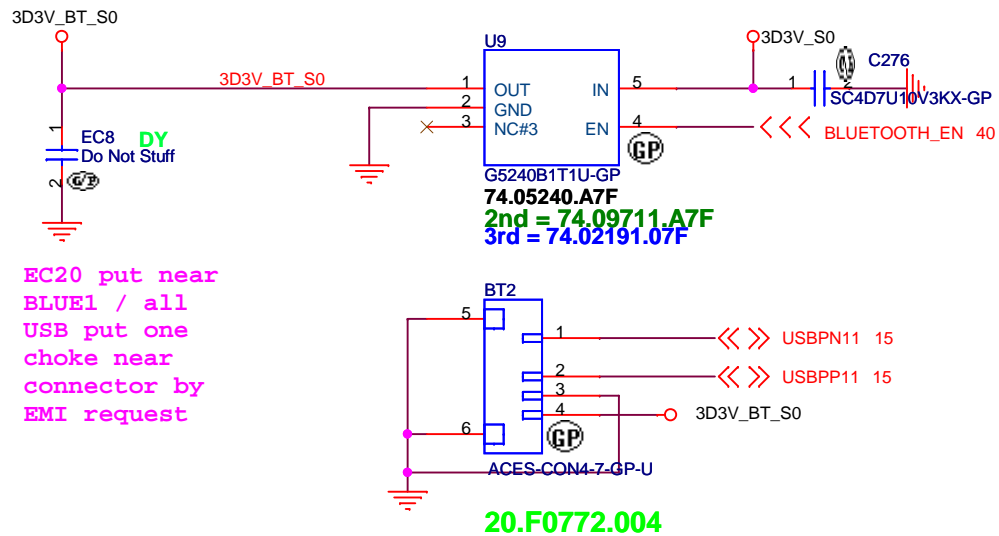 3D3V_BT_S0
3D3V_BT_S0
1
2
EC8
DY
Do Not Stuff
G/P
U9
1
2
3
OUT
GND
NC#3
IN
EN
5
4
GP
G5240B1T1U-GP
74.05240.A7F
2nd = 74.09711.A7F
3rd = 74.02191.07F
3D3V_S0
C276
1
2
SC4D7U10V3KX-GP
BLUETOOTH_EN 40
EC20 put near
BLUE1 / all
USB put one
choke near
connector by
EMI request
BT2
5
6
1
2
3
4
USBPN11 15
USBPP11 15
3D3V_BT_S0
GP
ACES-CON4-7-GP-U
20.F0772.004